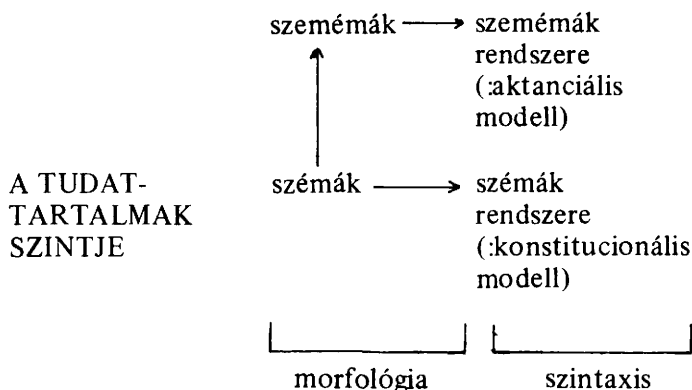 szemémák szemémák
rendszere
(:aktanciális
modell)
A TUDAT-
TARTALMAK
SZINTJE
szémák szémák
rendszere
(:konstitucionális
modell)
morfológia szintaxis